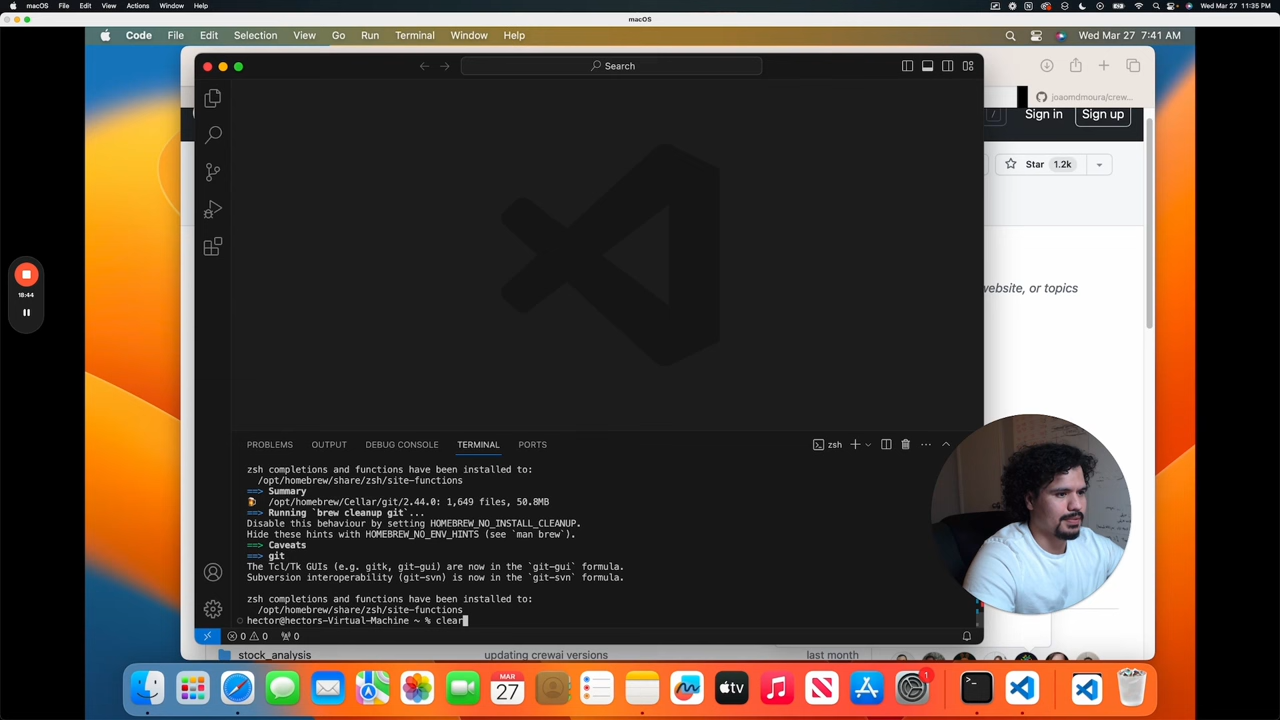 macOS File Edit View Actions Window Help
Wed Mar 27 11:35 PM
macOS
Code File Edit Selection View Go Run Terminal Window Help
Wed Mar 27 7:41 AM
Search
joaomdmoura/crew...
Sign in Sign up
Star 1.2k
website, or topics
18:44
PROBLEMS OUTPUT DEBUG CONSOLE TERMINAL PORTS
zsh
zsh completions and functions have been installed to:
/opt/homebrew/share/zsh/site-functions
==> Summary
/opt/homebrew/Cellar/git/2.44.0: 1,649 files, 50.8MB
==> Running `brew cleanup git`...
Disable this behaviour by setting HOMEBREW_NO_INSTALL_CLEANUP.
Hide these hints with HOMEBREW_NO_ENV_HINTS (see `man brew`).
==> Caveats
==> git
The Tcl/Tk GUIs (e.g. gitk, git-gui) are now in the `git-gui` formula.
Subversion interoperability (git-svn) is now in the `git-svn` formula.
zsh completions and functions have been installed to:
/opt/homebrew/share/zsh/site-functions
hector@hectors-Virtual-Machine ~ % clear
0 0 0
stock_analysis updating crewai versions last month
MAR
27
tv
1